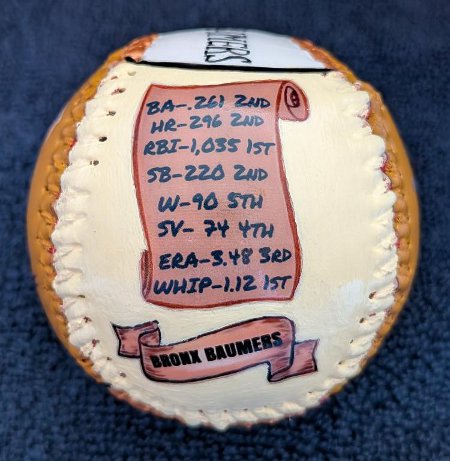 BAUMERS
BA-.261 2ND
HR-296 2ND
RBI-1,035 1ST
SB-220 2ND
W-90 5TH
SV- 74 4TH
ERA-3.48 3RD
WHIP-1.12 1ST
BRONX BAUMERS